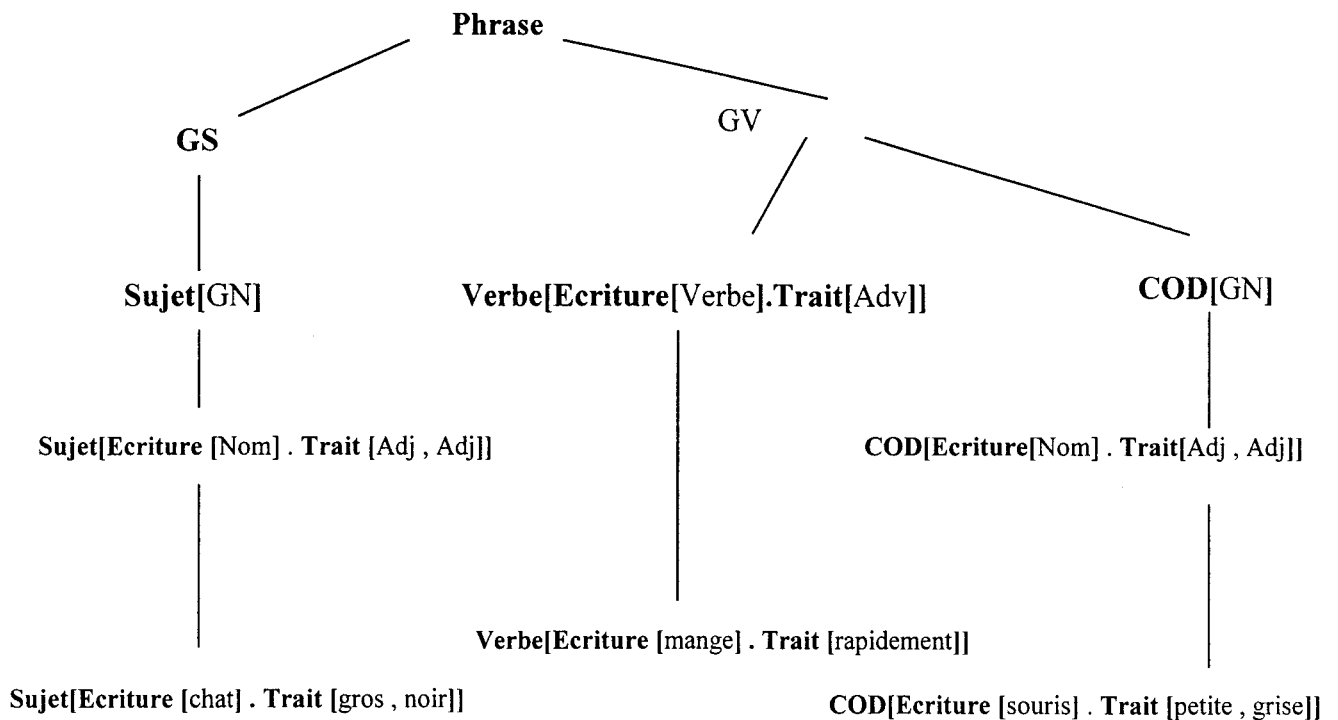 Phrase
GS
GV
Sujet[GN]
Verbe[Ecriture[Verbe].Trait[Adv]]
COD[GN]
Sujet[Ecriture [Nom] . Trait [Adj , Adj]]
COD[Ecriture[Nom] . Trait[Adj , Adj]]
Verbe[Ecriture [mange] . Trait [rapidement]]
Sujet[Ecriture [chat] . Trait [gros , noir]]
COD[Ecriture [souris] . Trait [petite , grise]]